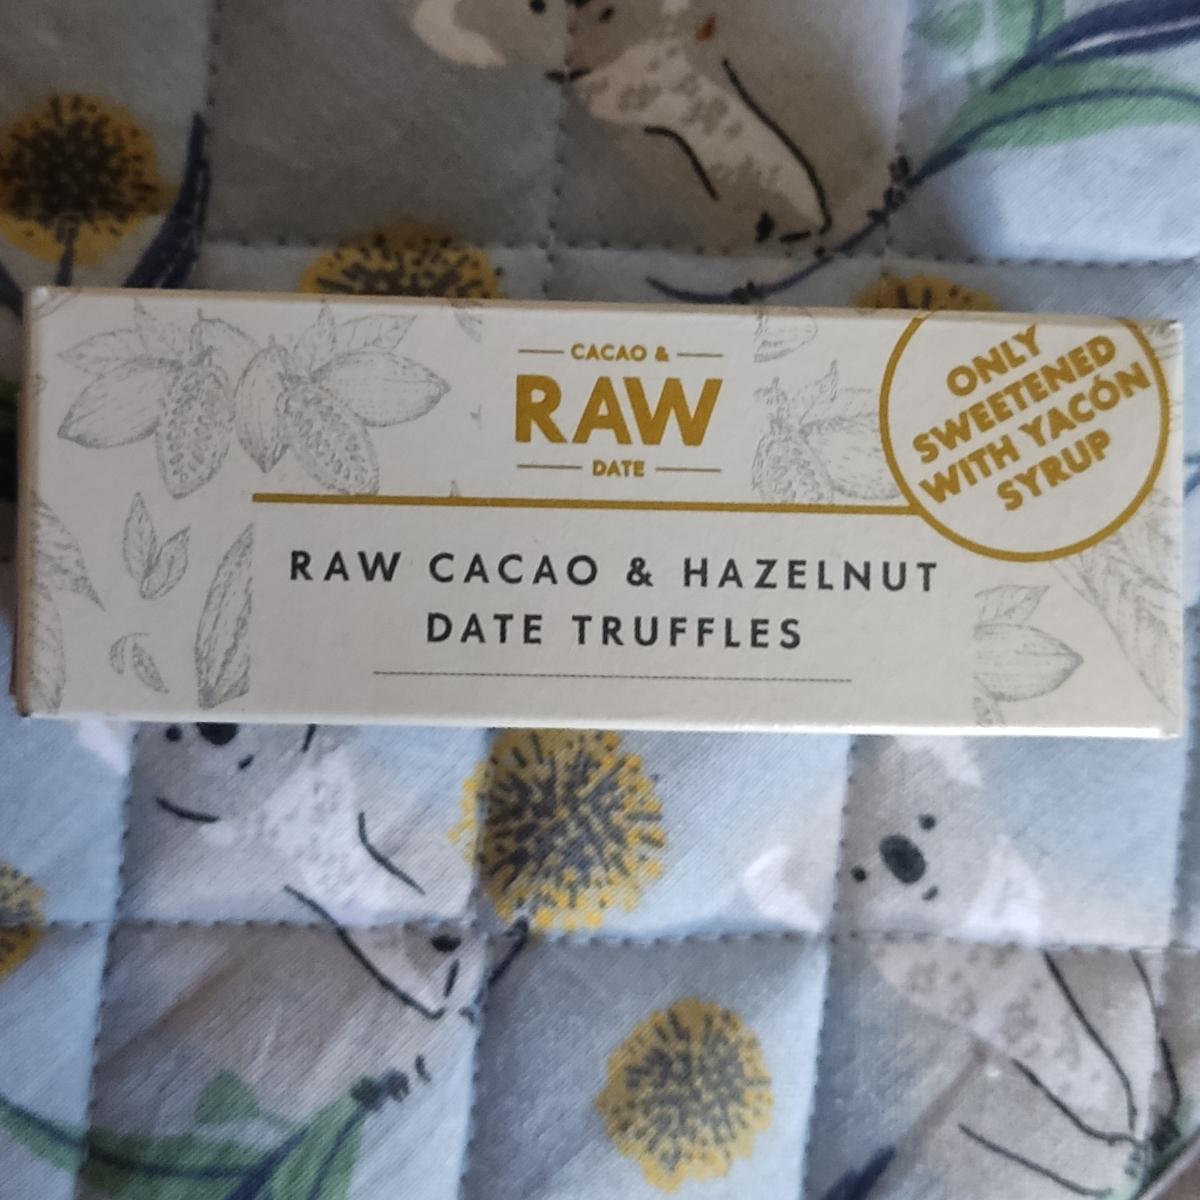 CACAO &
RAW
DATE
ONLY
SWEETENED
WITH YACÓN
SYRUP
RAW CACAO & HAZELNUT
DATE TRUFFLES